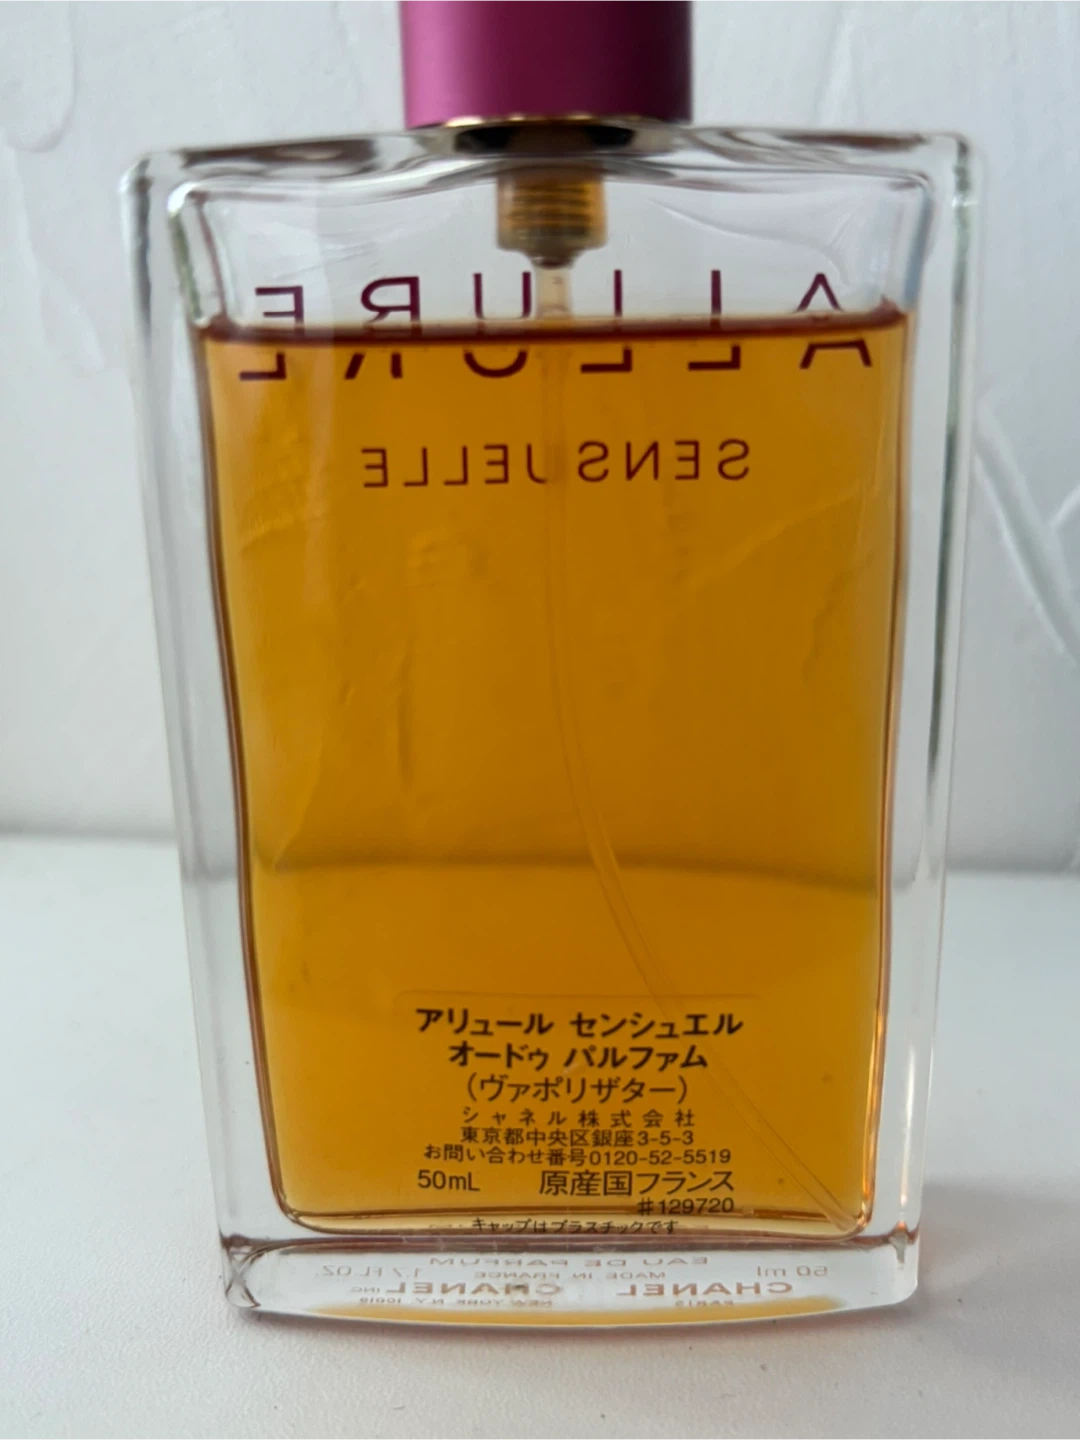 ALLURE
SENSUELLE
アリュール センシュエル
オードゥ パルファム
（ヴァポリザター）
シャネル株式会社
東京都中央区銀座3-5-3
お問い合わせ番号0120-52-5519
50mL 原産国フランス
#129720
キャップはプラスチックです
EAU DE PARFUM
50 ml MADE IN FRANCE 1.7 FL.OZ.
CHANEL CHANEL INC
PARIS NEW YORK N.Y. 10019